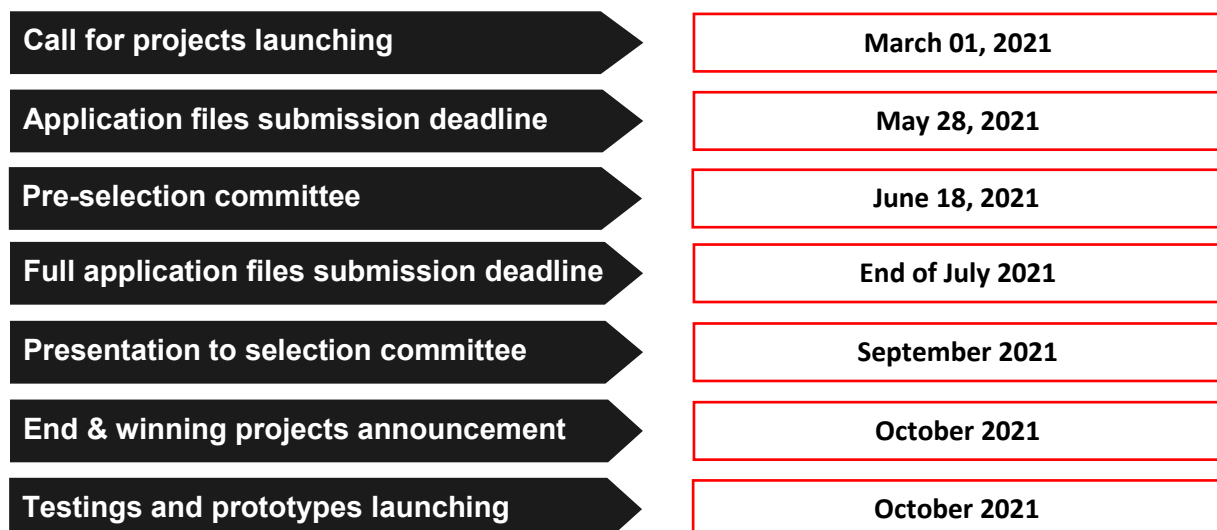 Call for projects launching
March 01, 2021
Application files submission deadline
May 28, 2021
Pre-selection committee
June 18, 2021
Full application files submission deadline
End of July 2021
Presentation to selection committee
September 2021
End & winning projects announcement
October 2021
Testings and prototypes launching
October 2021